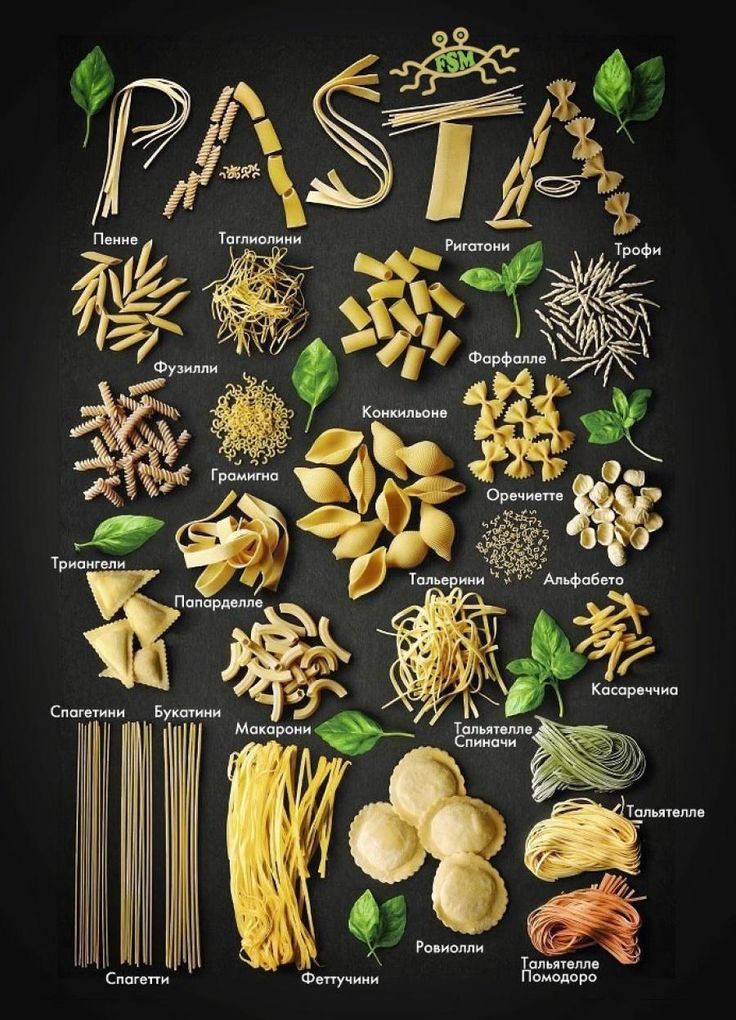 PASTA
FSM
Пенне
Таглиолини
Ригатони
Трофи
Фузилли
Фарфалле
Конкильоне
Грамигна
Оречиетте
Триангели
Тальерини
Альфабето
Папарделле
Касареччиа
Спагетини
Букатини
Макарони
Тальятелле
Спиначи
Тальятелле
Ровиолли
Спагетти
Феттучини
Тальятелле
Помодоро